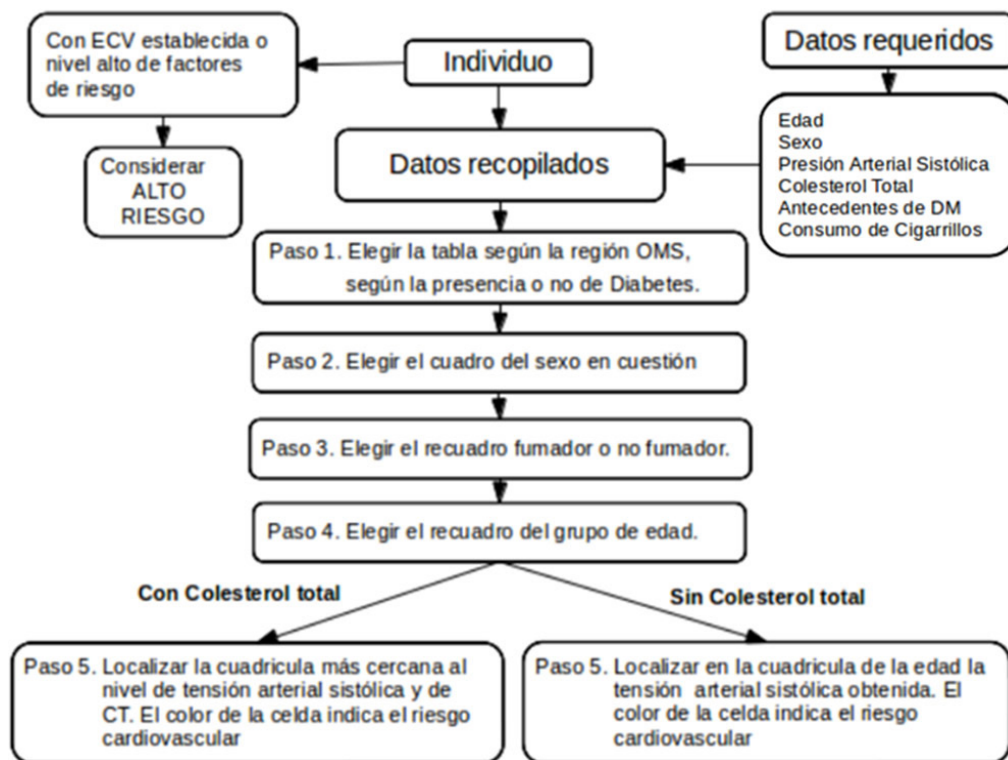 Con ECV establecida o
nivel alto de factores
de riesgo
Individuo
Datos requeridos
Considerar
ALTO
RIESGO
Datos recopilados
Edad
Sexo
Presión Arterial Sistólica
Colesterol Total
Antecedentes de DM
Consumo de Cigarrillos
Paso 1. Elegir la tabla según la región OMS,
según la presencia o no de Diabetes.
Paso 2. Elegir el cuadro del sexo en cuestión
Paso 3. Elegir el recuadro fumador o no fumador.
Paso 4. Elegir el recuadro del grupo de edad.
Con Colesterol total
Sin Colesterol total
Paso 5. Localizar la cuadricula más cercana al
nivel de tensión arterial sistólica y de
CT. El color de la celda indica el riesgo
cardiovascular
Paso 5. Localizar en la cuadricula de la edad la
tensión arterial sistólica obtenida. El
color de la celda indica el riesgo
cardiovascular